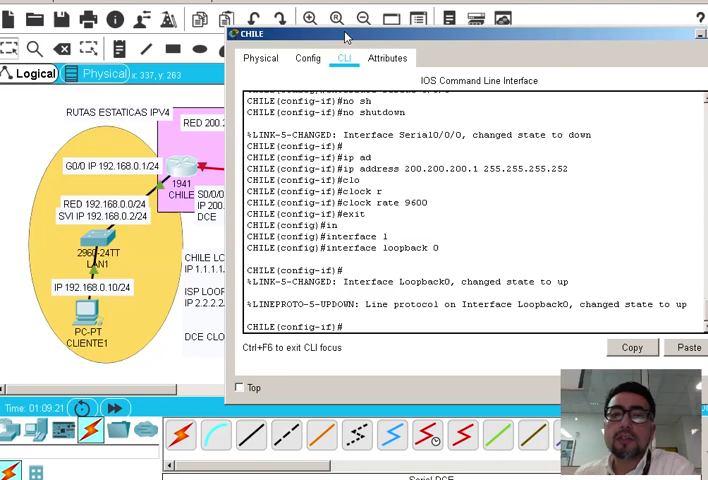 CHILE
Logical
Physical
x: 337, y: 263
Physical
Config
CLI
Attributes
IOS Command Line Interface
CHILE(config-if)#no sh
CHILE(config-if)#no shutdown
%LINK-5-CHANGED: Interface Serial0/0/0, changed state to down
CHILE(config-if)#
CHILE(config-if)#ip ad
CHILE(config-if)#ip address 200.200.200.1 255.255.255.252
CHILE(config-if)#clo
CHILE(config-if)#clock r
CHILE(config-if)#clock rate 9600
CHILE(config-if)#exit
CHILE(config)#in
CHILE(config)#interface l
CHILE(config)#interface loopback 0
CHILE(config-if)#
%LINK-5-CHANGED: Interface Loopback0, changed state to up
%LINEPROTO-5-UPDOWN: Line protocol on Interface Loopback0, changed state to up
CHILE(config-if)#
Ctrl+F6 to exit CLI focus
Copy
Paste
Top
RUTAS ESTATICAS IPV4
RED 200.2
G0/0 IP 192.168.0.1/24
1941
CHILE
S0/0/0
IP 200.
DCE
RED 192.168.0.0/24
SVI IP 192.168.0.2/24
2960-24TT
LAN1
CHILE LO
IP 1.1.1.1
IP 192.168.0.10/24
ISP LOOP
IP 2.2.2.2
PC-PT
CLIENTE1
DCE CLO
Time: 01:09:21
Serial DCE